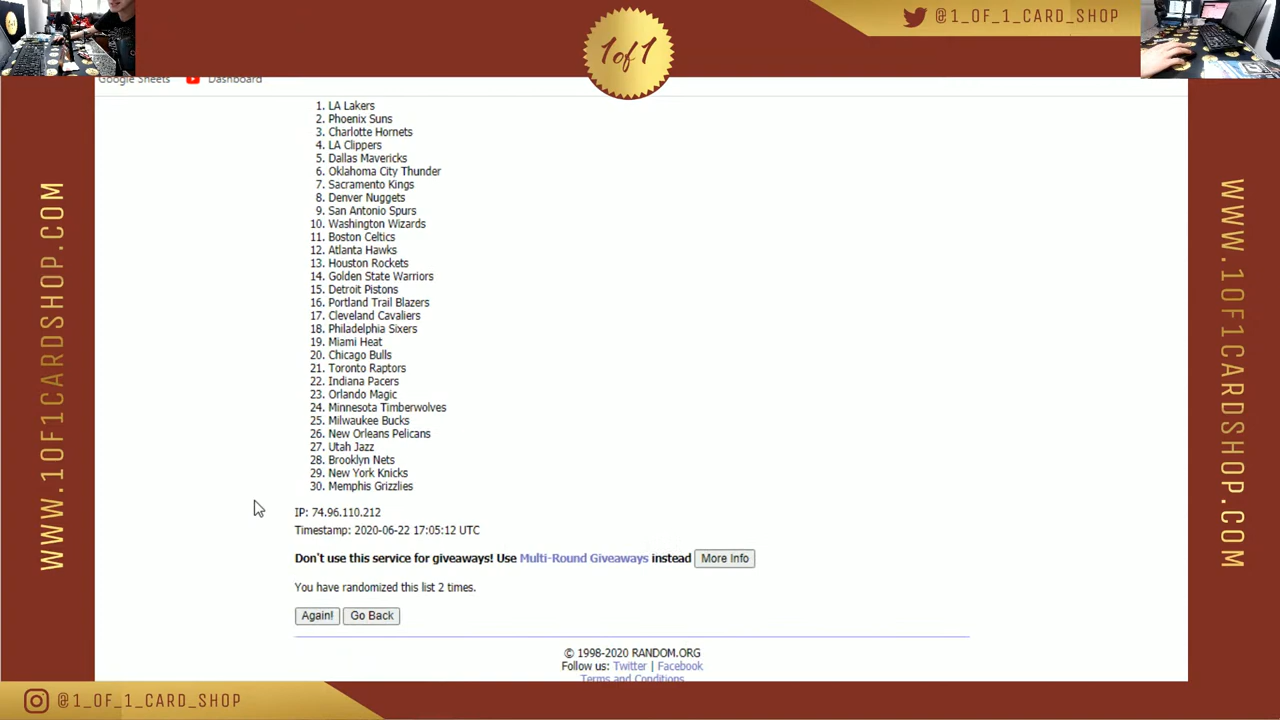 @1_OF_1_CARD_SHOP
1of1
Google Sheets
Dashboard
1. LA Lakers
2. Phoenix Suns
3. Charlotte Hornets
4. LA Clippers
5. Dallas Mavericks
6. Oklahoma City Thunder
7. Sacramento Kings
8. Denver Nuggets
9. San Antonio Spurs
10. Washington Wizards
11. Boston Celtics
12. Atlanta Hawks
13. Houston Rockets
14. Golden State Warriors
15. Detroit Pistons
16. Portland Trail Blazers
17. Cleveland Cavaliers
18. Philadelphia Sixers
19. Miami Heat
20. Chicago Bulls
21. Toronto Raptors
22. Indiana Pacers
23. Orlando Magic
24. Minnesota Timberwolves
25. Milwaukee Bucks
26. New Orleans Pelicans
27. Utah Jazz
28. Brooklyn Nets
29. New York Knicks
30. Memphis Grizzlies
IP: 74.96.110.212
Timestamp: 2020-06-22 17:05:12 UTC
Don't use this service for giveaways! Use Multi-Round Giveaways instead More Info
You have randomized this list 2 times.
Again! Go Back
© 1998-2020 RANDOM.ORG
Follow us: Twitter | Facebook
Terms and Conditions
WWW.1OF1CARDSHOP.COM
WWW.1OF1CARDSHOP.COM
@1_OF_1_CARD_SHOP